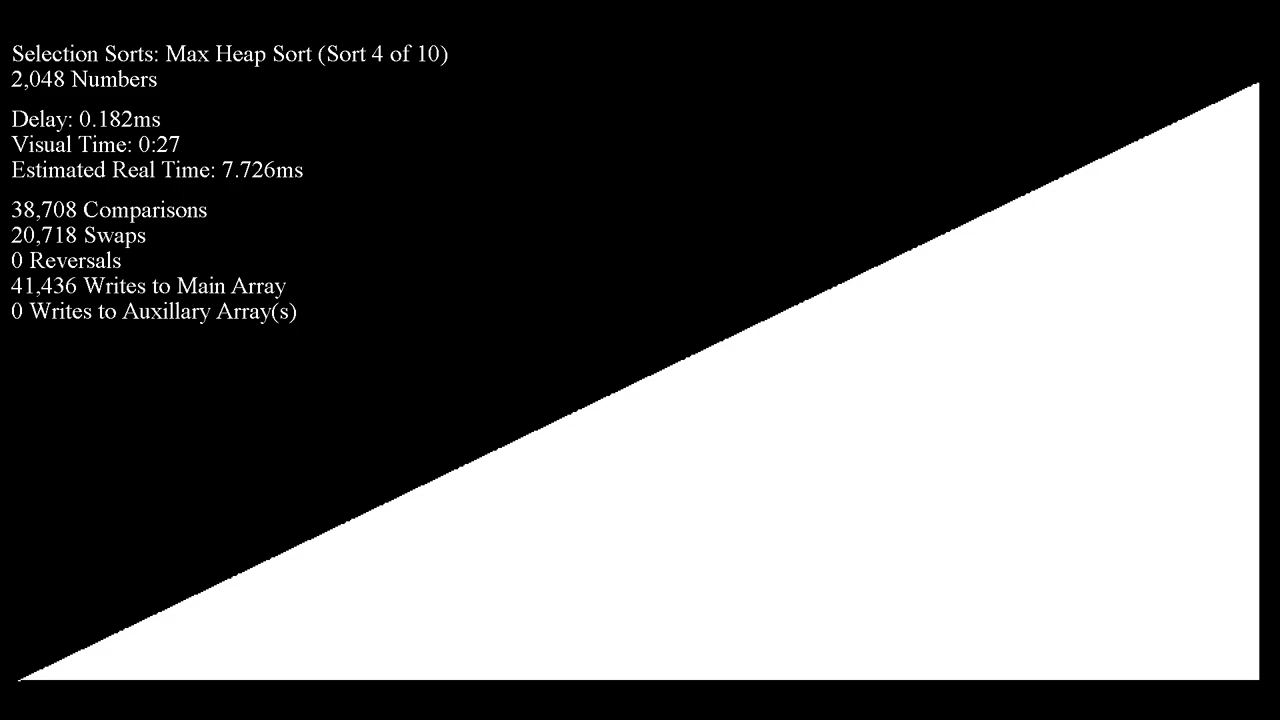 Selection Sorts: Max Heap Sort (Sort 4 of 10)
2,048 Numbers
Delay: 0.182ms
Visual Time: 0:27
Estimated Real Time: 7.726ms
38,708 Comparisons
20,718 Swaps
0 Reversals
41,436 Writes to Main Array
0 Writes to Auxillary Array(s)